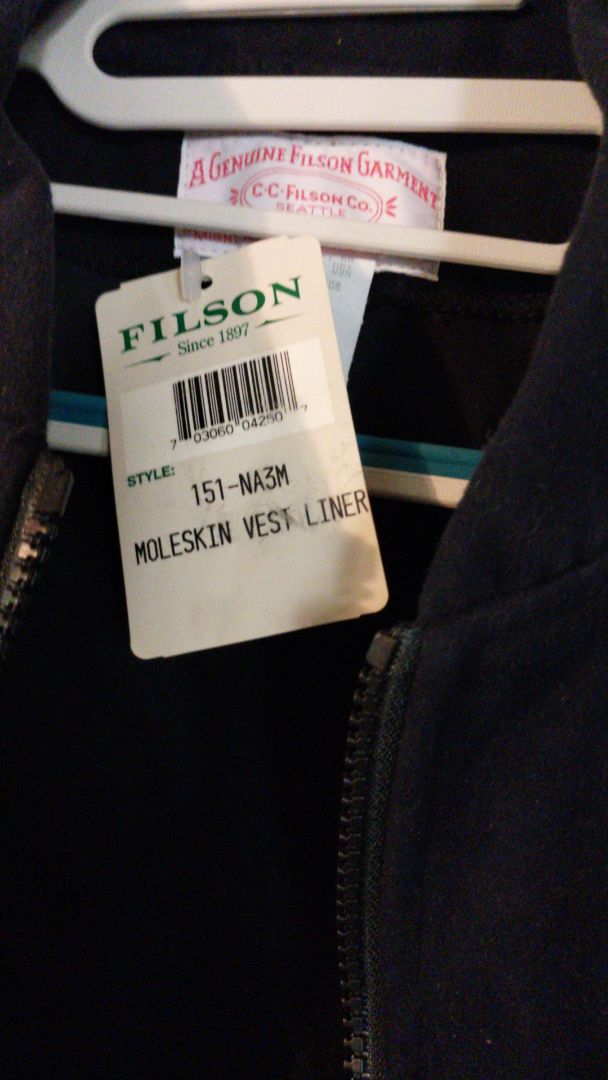 A GENUINE FILSON GARMENT
C·C·FILSON CO.
SEATTLE
USA
FILSON
Since 1897
7 03060 04250 7
STYLE:
151-NA3M
MOLESKIN VEST LINER